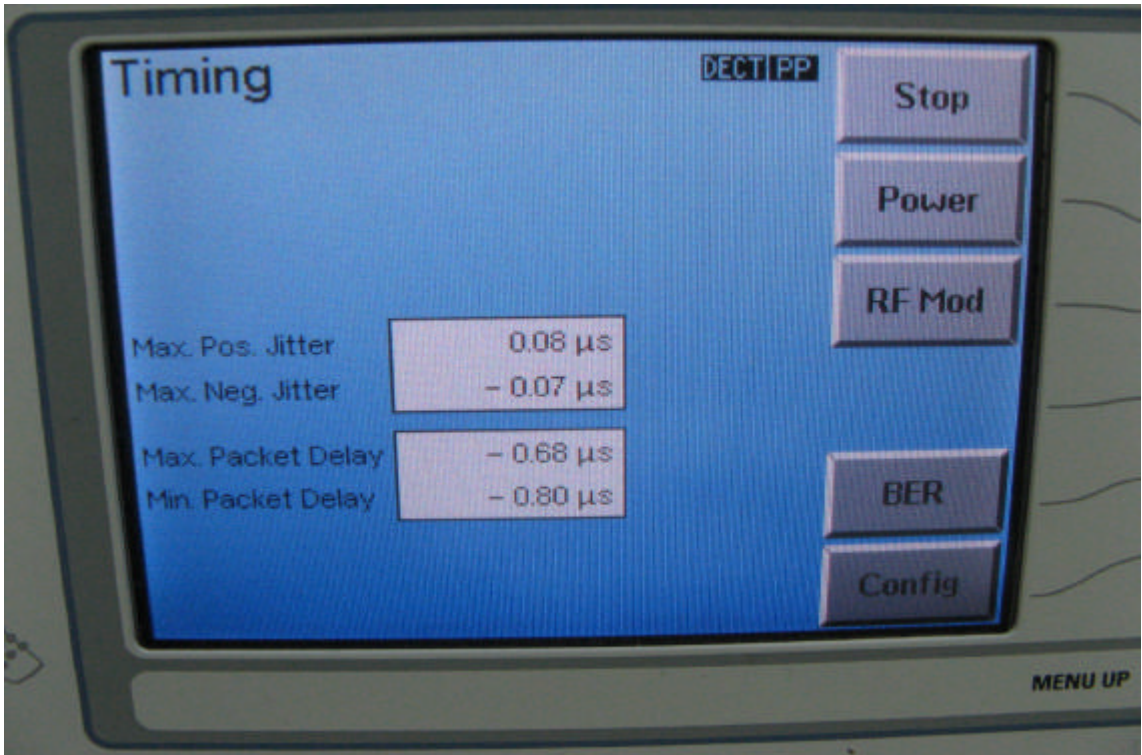 Timing
DECT PP
Stop
Power
RF Mod
Max. Pos. Jitter 0.08 µs
Max. Neg. Jitter - 0.07 µs
Max. Packet Delay - 0.68 µs
Min. Packet Delay - 0.80 µs
BER
Config
MENU UP